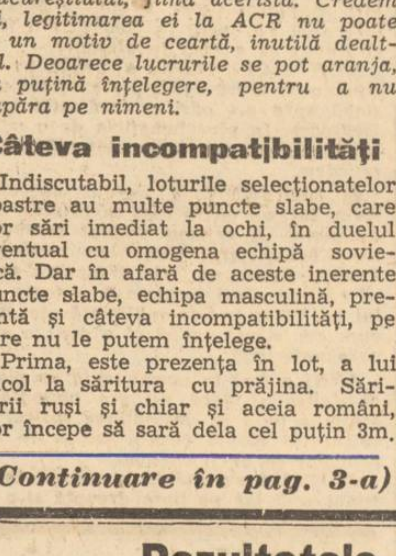 acureștiului, fiind aceristă. Credem
, legitimarea ei la ACR nu poate
un motiv de ceartă, inutilă dealt-
l. Deoarece lucrurile se pot aranja,
puțină înțelegere, pentru a nu
păra pe nimeni.
Câteva incompatibilități
Indiscutabil, loturile selecționatelor
oastre au multe puncte slabe, care
or sări imediat la ochi, în duelul
ventual cu omogena echipă sovie-
că. Dar în afară de aceste inerente
uncte slabe, echipa masculină, pre-
ntă și câteva incompatibilități, pe
re nu le putem înțelege.
Prima, este prezența în lot, a lui
icol la săritura cu prăjina. Sări-
rii ruși și chiar și aceia români,
or începe să sară dela cel puțin 3m.
(Continuare în pag. 3-a)
Rezultatele